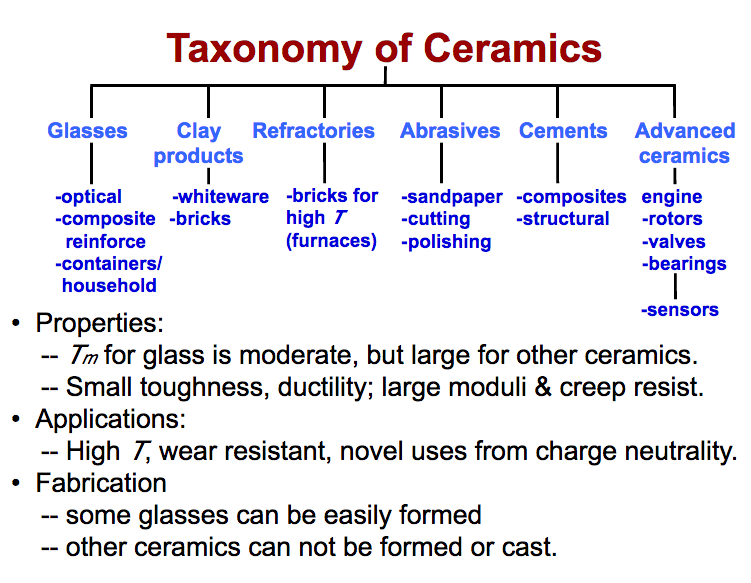 Taxonomy of Ceramics
Glasses
Clay
products
Refractories
Abrasives
Cements
Advanced
ceramics
-optical
-composite
reinforce
-containers/
household
-whiteware
-bricks
-bricks for
high T
(furnaces)
-sandpaper
-cutting
-polishing
-composites
-structural
engine
-rotors
-valves
-bearings
-sensors
• Properties:
-- Tm for glass is moderate, but large for other ceramics.
-- Small toughness, ductility; large moduli & creep resist.
• Applications:
-- High T, wear resistant, novel uses from charge neutrality.
• Fabrication
-- some glasses can be easily formed
-- other ceramics can not be formed or cast.